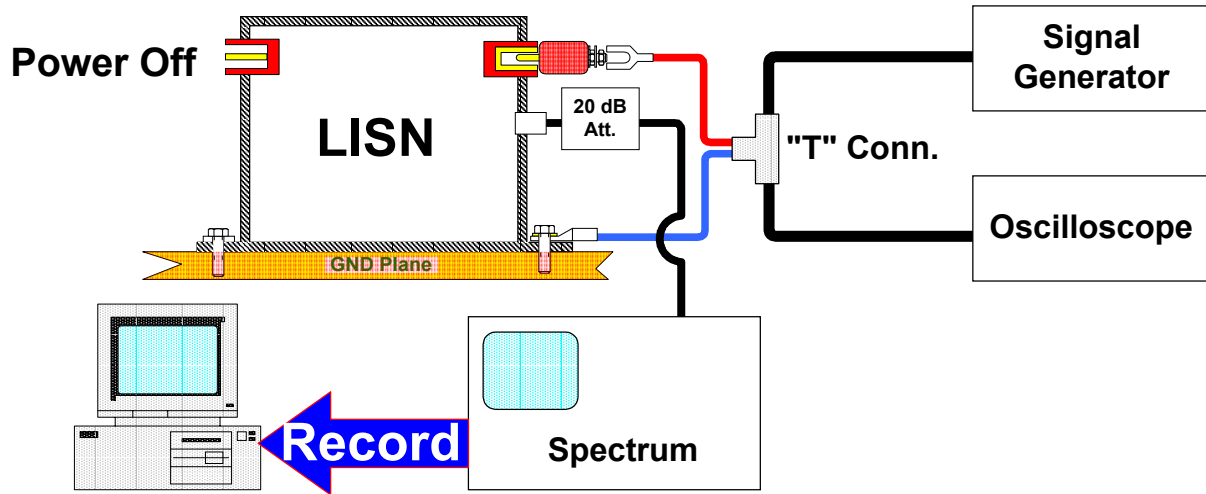 Power Off
LISN
20 dB
Att.
Signal
Generator
"T" Conn.
Oscilloscope
GND Plane
Record
Spectrum